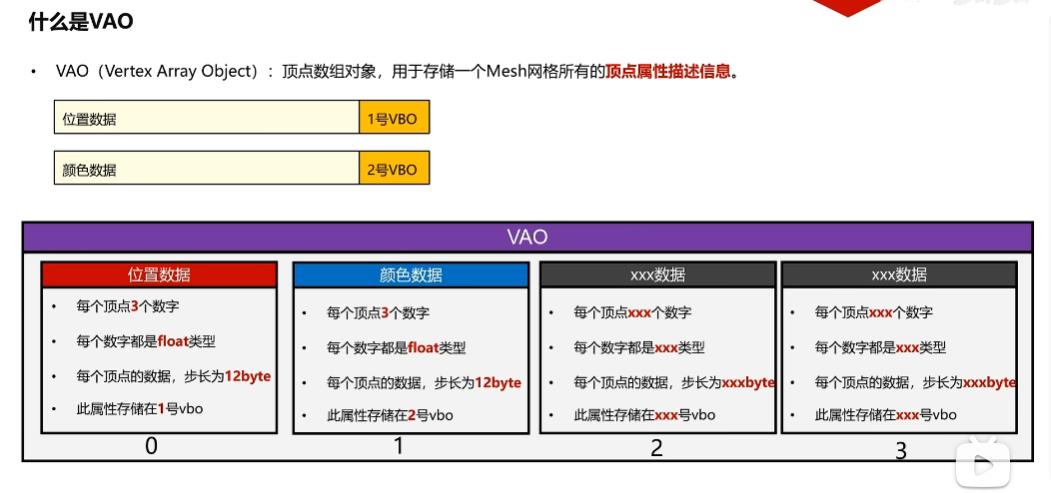 什么是VAO
• VAO（Vertex Array Object）：顶点数组对象，用于存储一个Mesh网格所有的顶点属性描述信息。
位置数据 1号VBO
颜色数据 2号VBO
VAO
位置数据
• 每个顶点3个数字
• 每个数字都是float类型
• 每个顶点的数据，步长为12byte
• 此属性存储在1号vbo
0
颜色数据
• 每个顶点3个数字
• 每个数字都是float类型
• 每个顶点的数据，步长为12byte
• 此属性存储在2号vbo
1
xxx数据
• 每个顶点xxx个数字
• 每个数字都是xxx类型
• 每个顶点的数据，步长为xxxbyte
• 此属性存储在xxx号vbo
2
xxx数据
• 每个顶点xxx个数字
• 每个数字都是xxx类型
• 每个顶点的数据，步长为xxxbyte
• 此属性存储在xxx号vbo
3